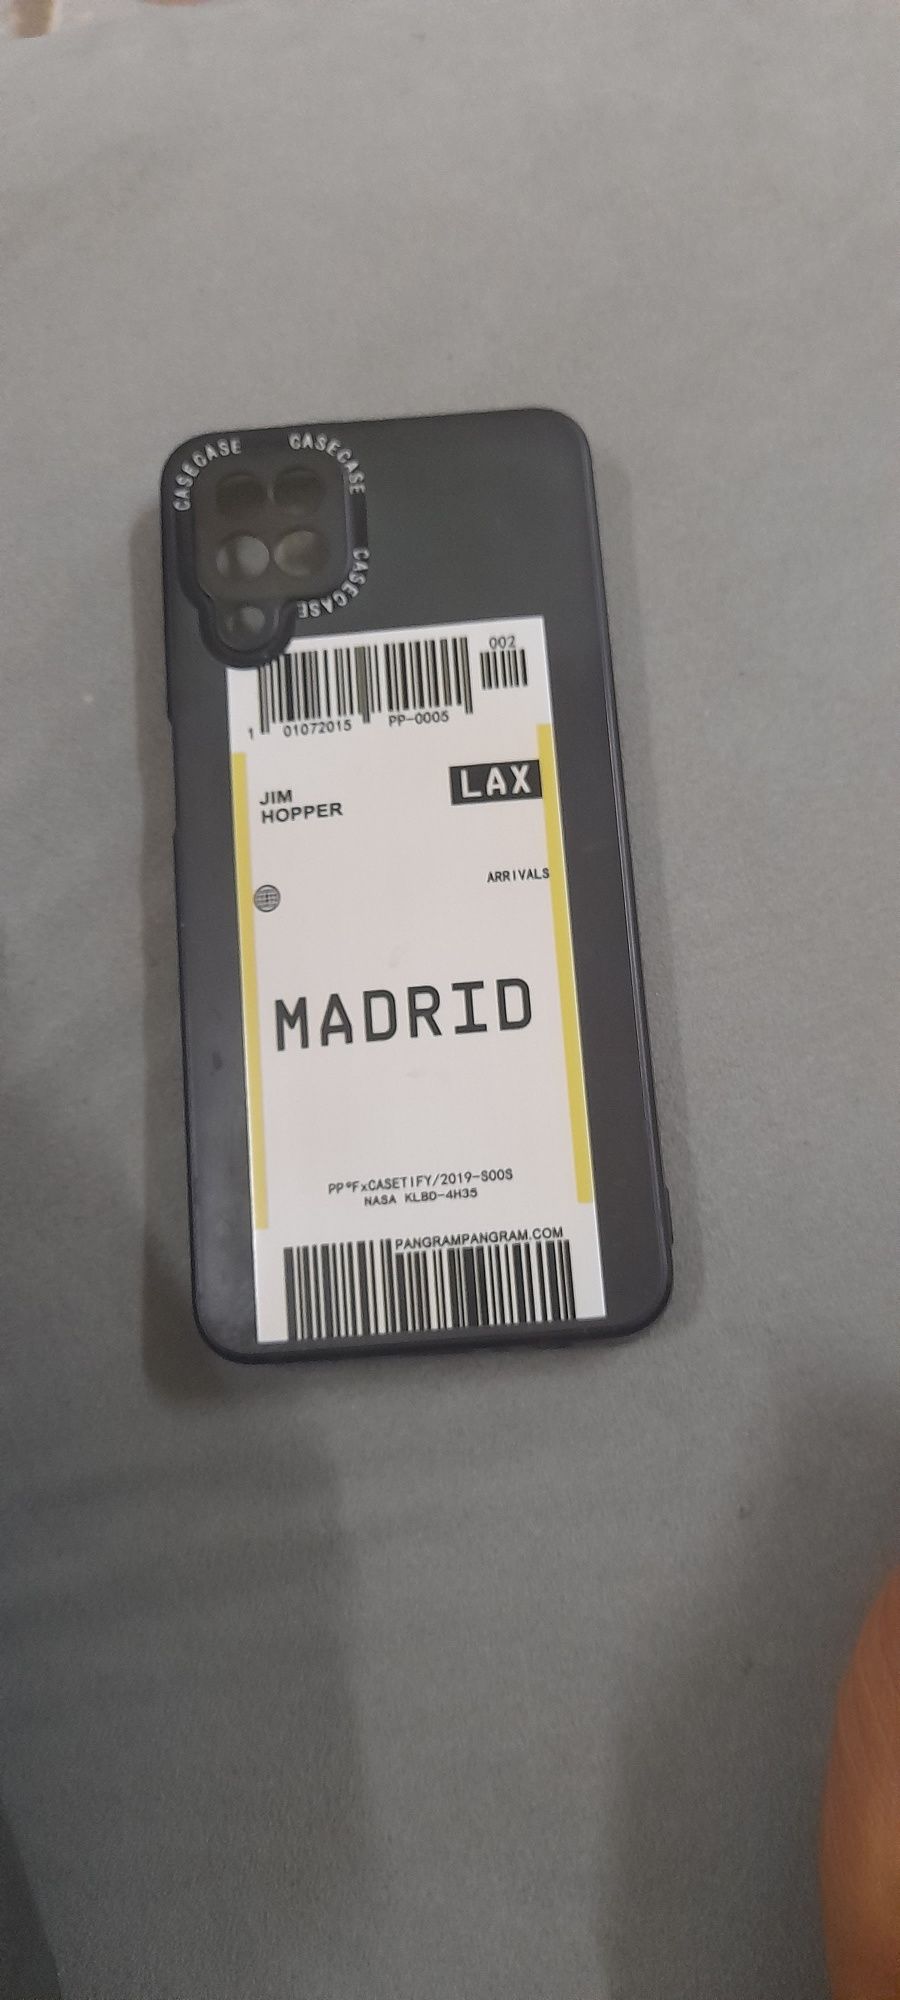 CASECASE CASECASE
CASECASE
002
1 01072015 PP-0005
LAX
JIM
HOPPER
ARRIVALS
MADRID
PP®FxCASETIFY/2019-S00S
NASA KLBD-4H35
PANGRAMPANGRAM.COM